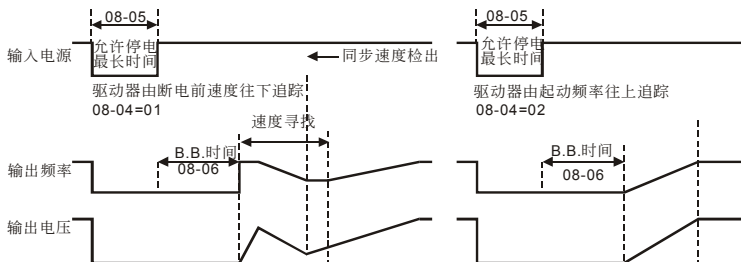 08-05
08-05
输入电源
允许停电
最长时间
同步速度检出
允许停电
最长时间
驱动器由断电前速度往下追踪
08-04=01
驱动器由起动频率往上追踪
08-04=02
速度寻找
输出频率
B.B.时间
08-06
B.B.时间
08-06
输出电压